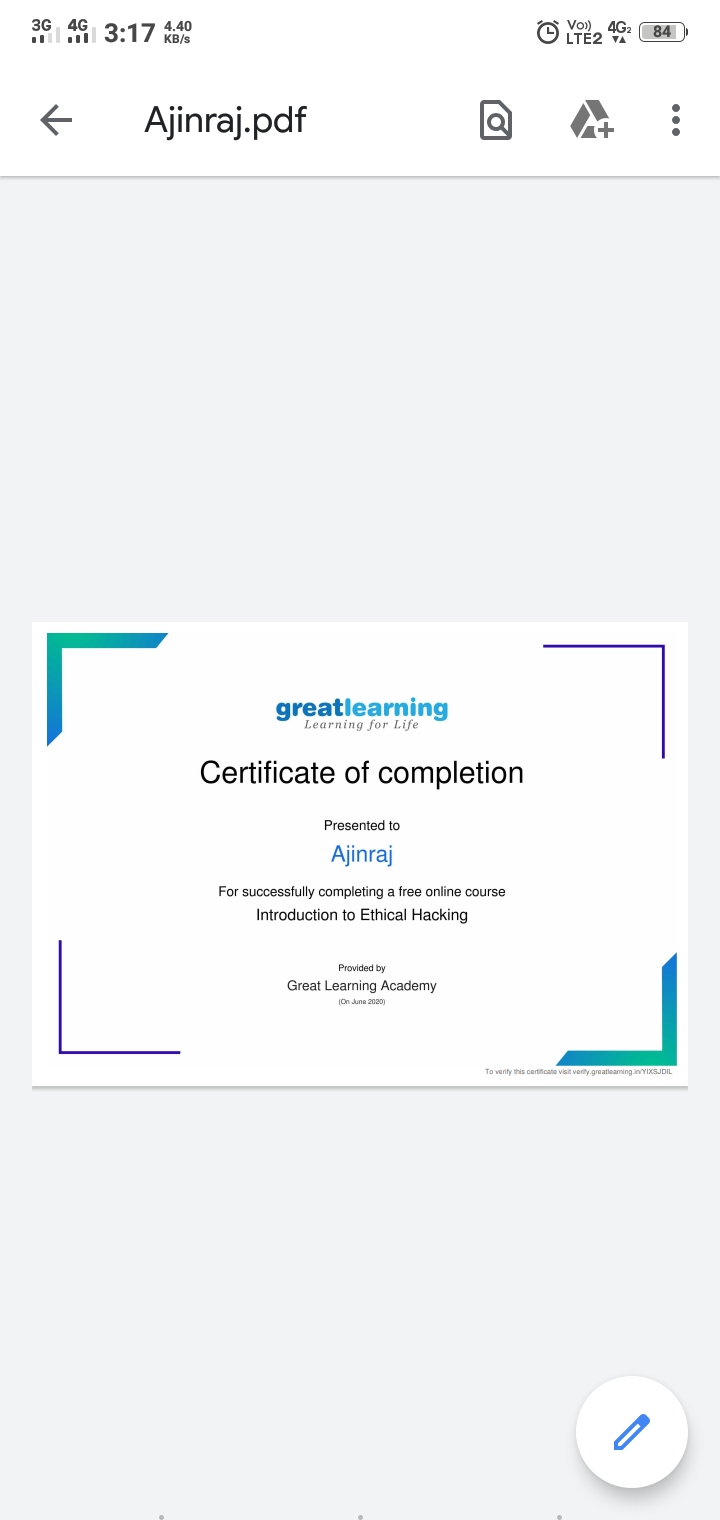 3G 4G 3:17 4.40 KB/s Vo)) LTE2 4G2 84
Ajinraj.pdf
greatlearning
Learning for Life
Certificate of completion
Presented to
Ajinraj
For successfully completing a free online course
Introduction to Ethical Hacking
Provided by
Great Learning Academy
(On June 2020)
To verify this certificate visit verify.greatlearning.in/YIXSJDIL